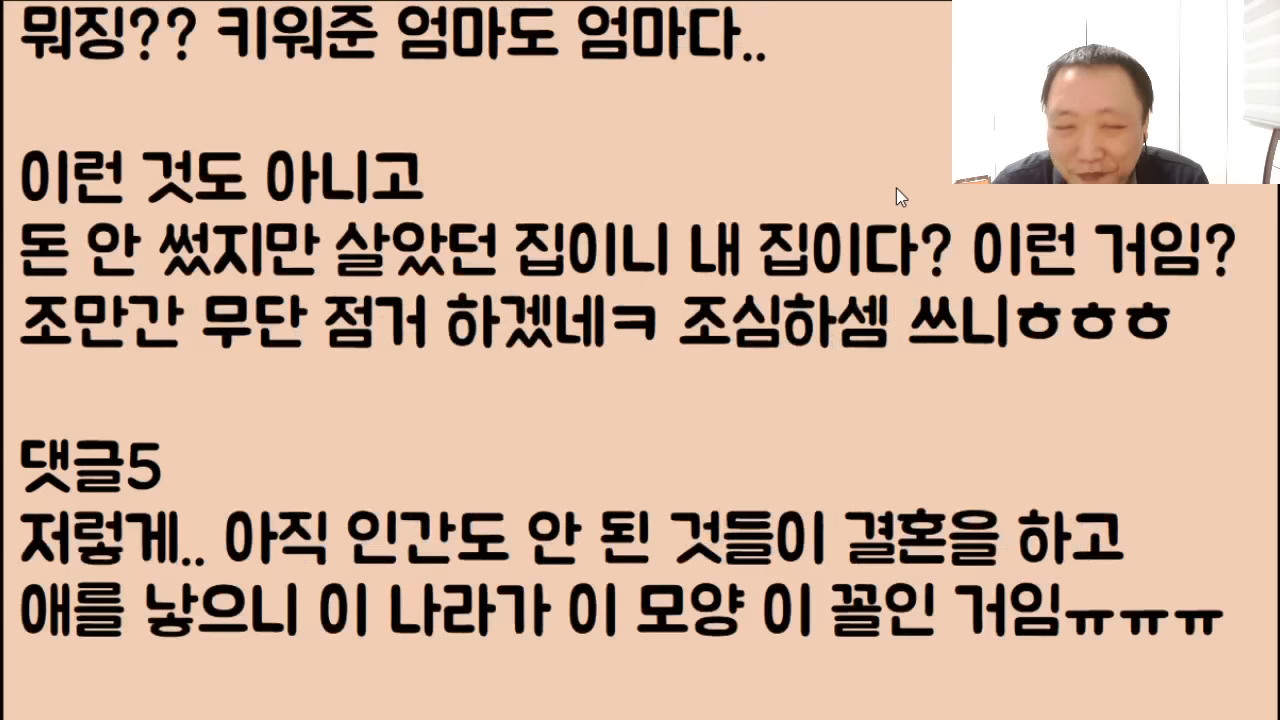 뭐징?? 키워준 엄마도 엄마다..
이런 것도 아니고
돈 안 썼지만 살았던 집이니 내 집이다? 이런 거임?
조만간 무단 점거 하겠네ㅋ 조심하셈 쓰니ㅎㅎㅎ
댓글5
저렇게.. 아직 인간도 안 된 것들이 결혼을 하고
애를 낳으니 이 나라가 이 모양 이 꼴인 거임ㅠㅠㅠ